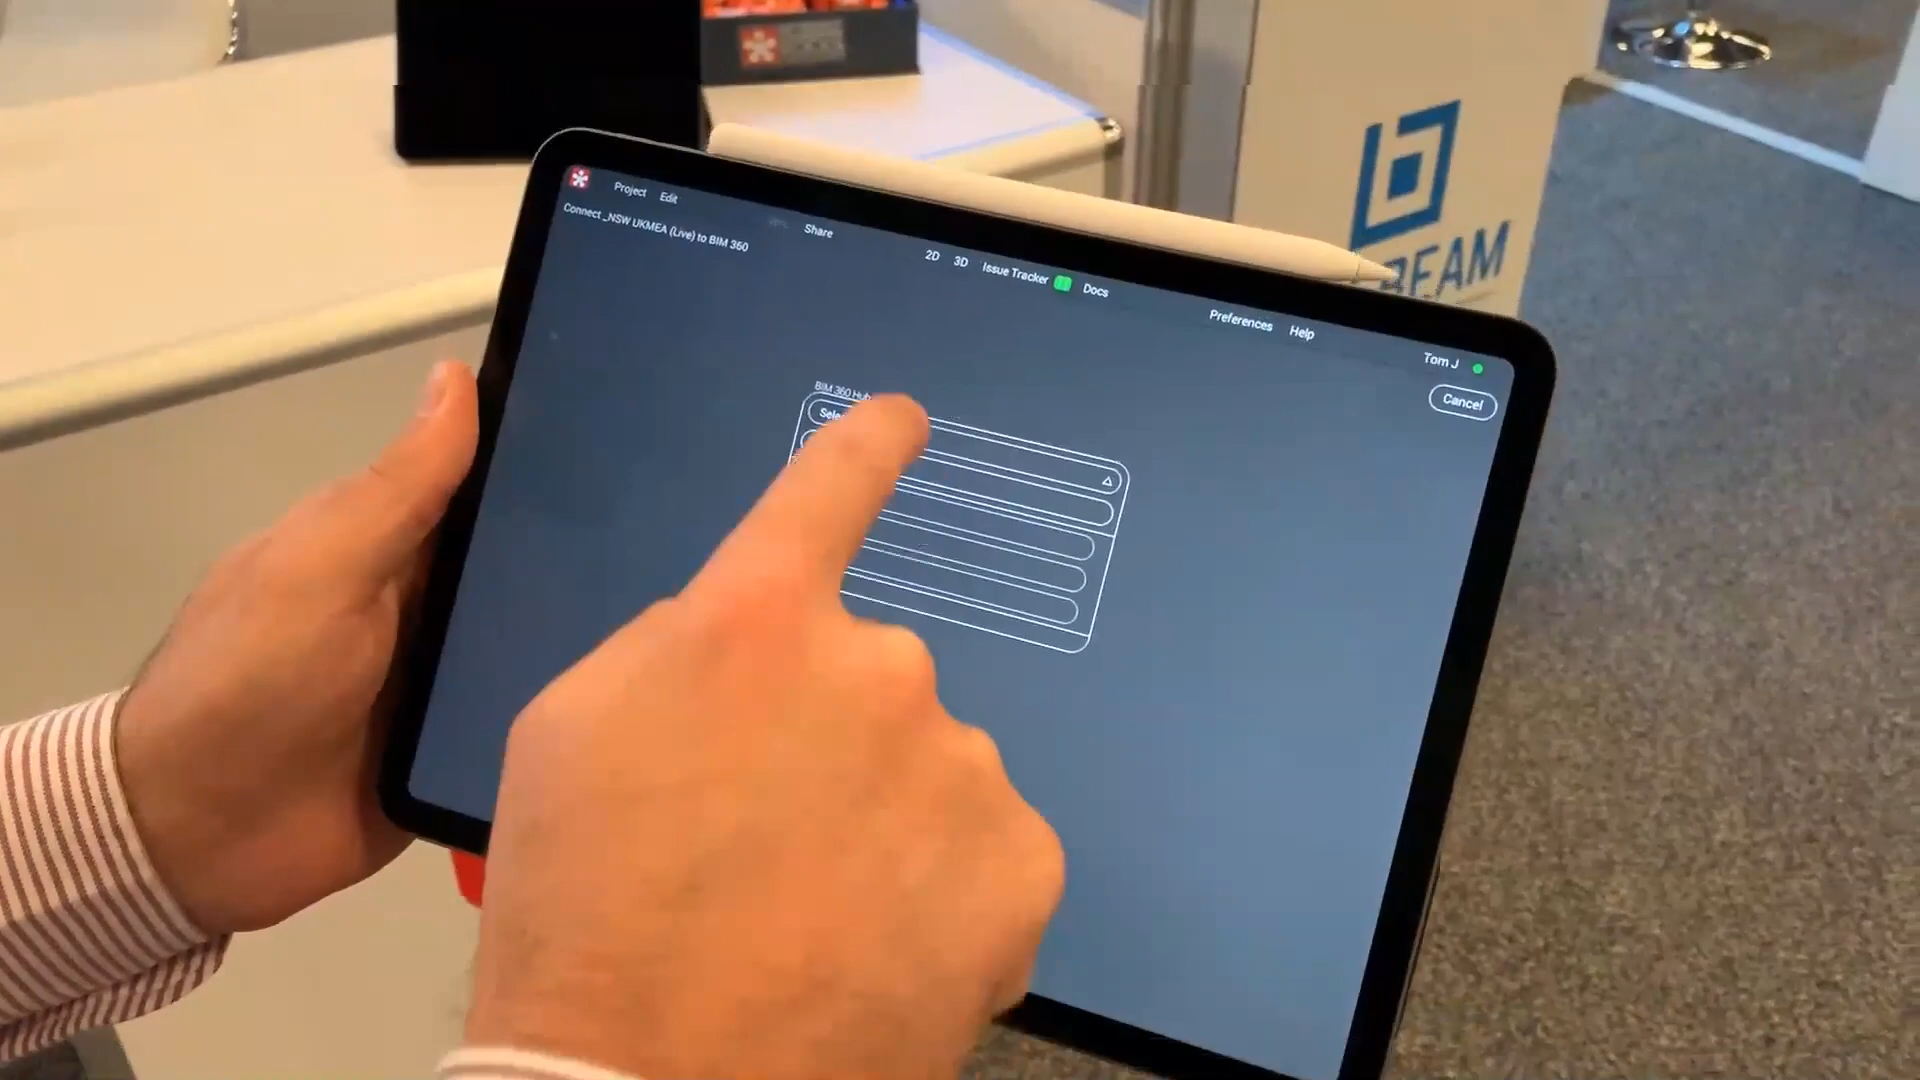 Project Edit
Share
Connect _NSW UKMEA (Live) to BIM 360
2D 3D Issue Tracker Docs
Preferences Help
Tom J
Cancel
BIM 360 Hub